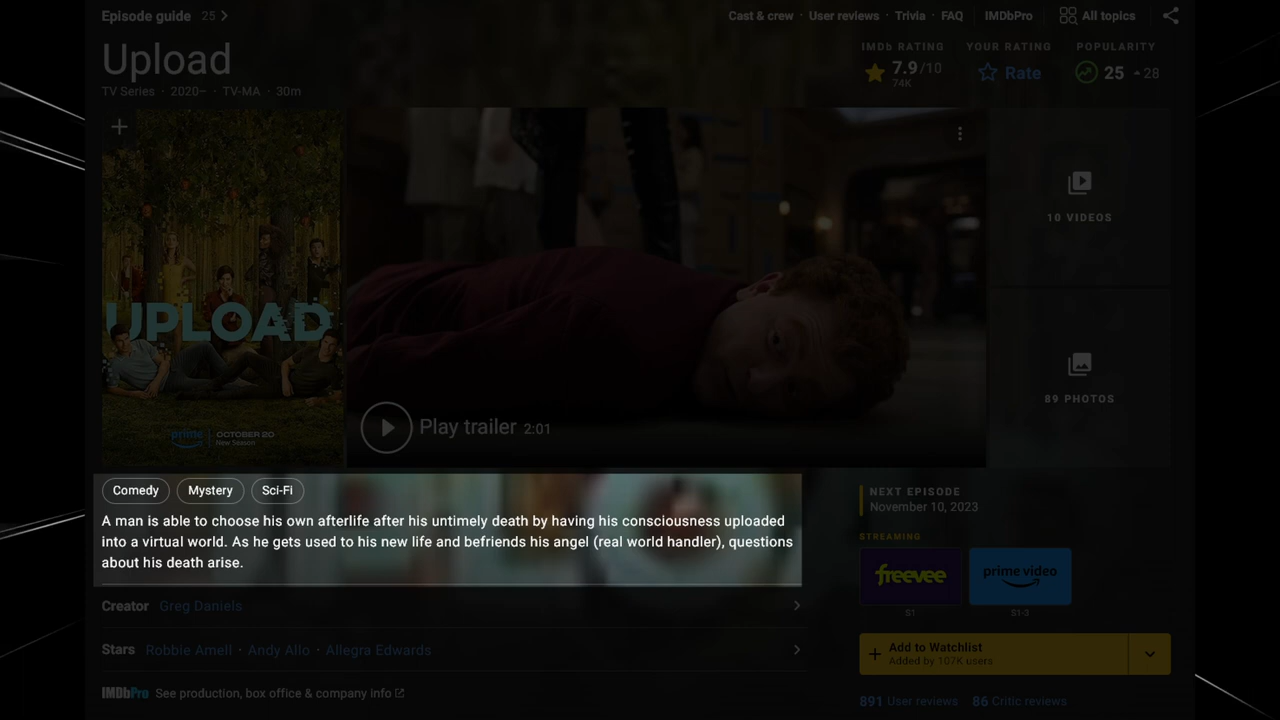 Episode guide 25
Cast & crew · User reviews · Trivia · FAQ IMDbPro All topics
Upload
TV Series · 2020– · TV-MA · 30m
IMDb RATING
7.9/10
74K
YOUR RATING
Rate
POPULARITY
25 28
UPLOAD
prime OCTOBER 20
New Season
Play trailer 2:01
10 VIDEOS
89 PHOTOS
Comedy Mystery Sci-Fi
A man is able to choose his own afterlife after his untimely death by having his consciousness uploaded
into a virtual world. As he gets used to his new life and befriends his angel (real world handler), questions
about his death arise.
Creator Greg Daniels
Stars Robbie Amell · Andy Allo · Allegra Edwards
IMDbPro See production, box office & company info
NEXT EPISODE
November 10, 2023
STREAMING
freevee prime video
S1 S1-3
Add to Watchlist
Added by 107K users
891 User reviews 86 Critic reviews